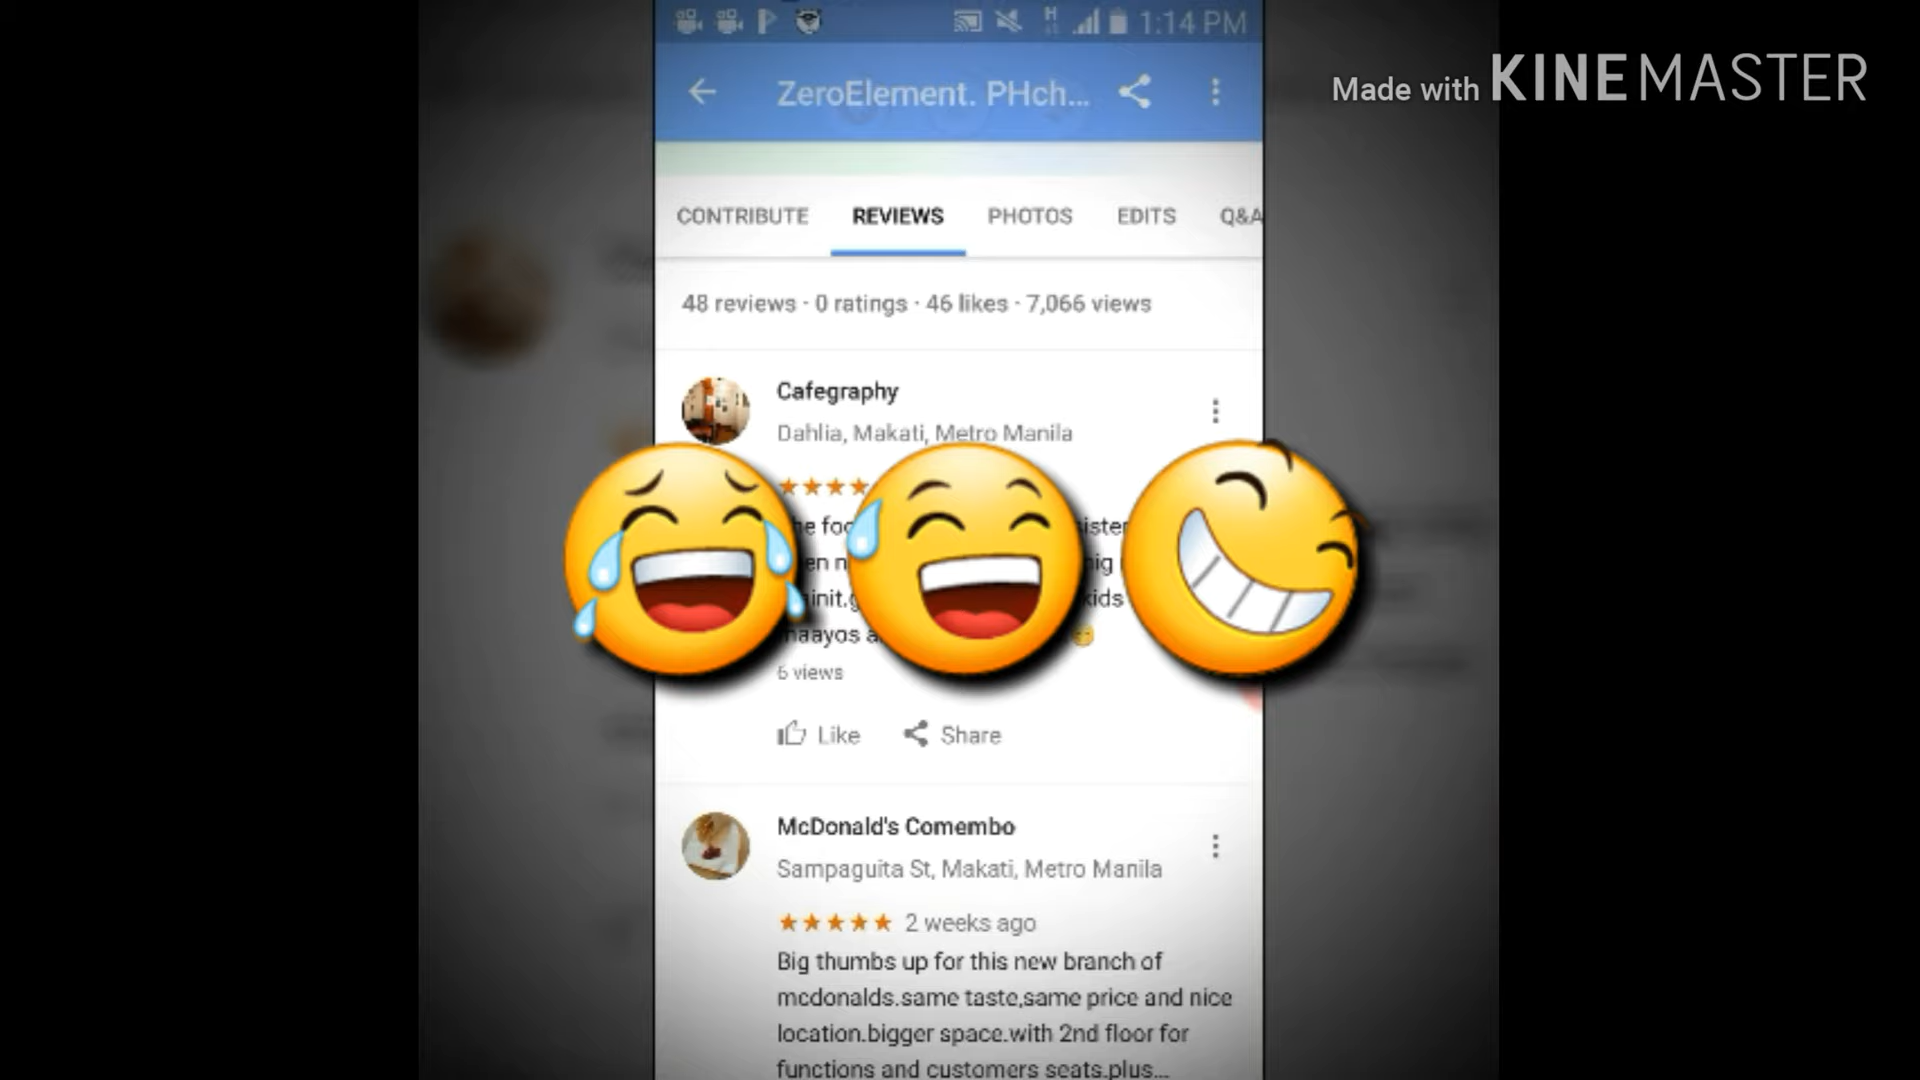 1:14 PM
Made with KINEMASTER
ZeroElement. PHch...
CONTRIBUTE REVIEWS PHOTOS EDITS Q&A
48 reviews · 0 ratings · 46 likes · 7,066 views
Cafegraphy
Dahlia, Makati, Metro Manila
maayos
6 views
Like Share
McDonald's Comembo
Sampaguita St, Makati, Metro Manila
2 weeks ago
Big thumbs up for this new branch of
mcdonalds.same taste,same price and nice
location.bigger space.with 2nd floor for
functions and customers seats.plus...